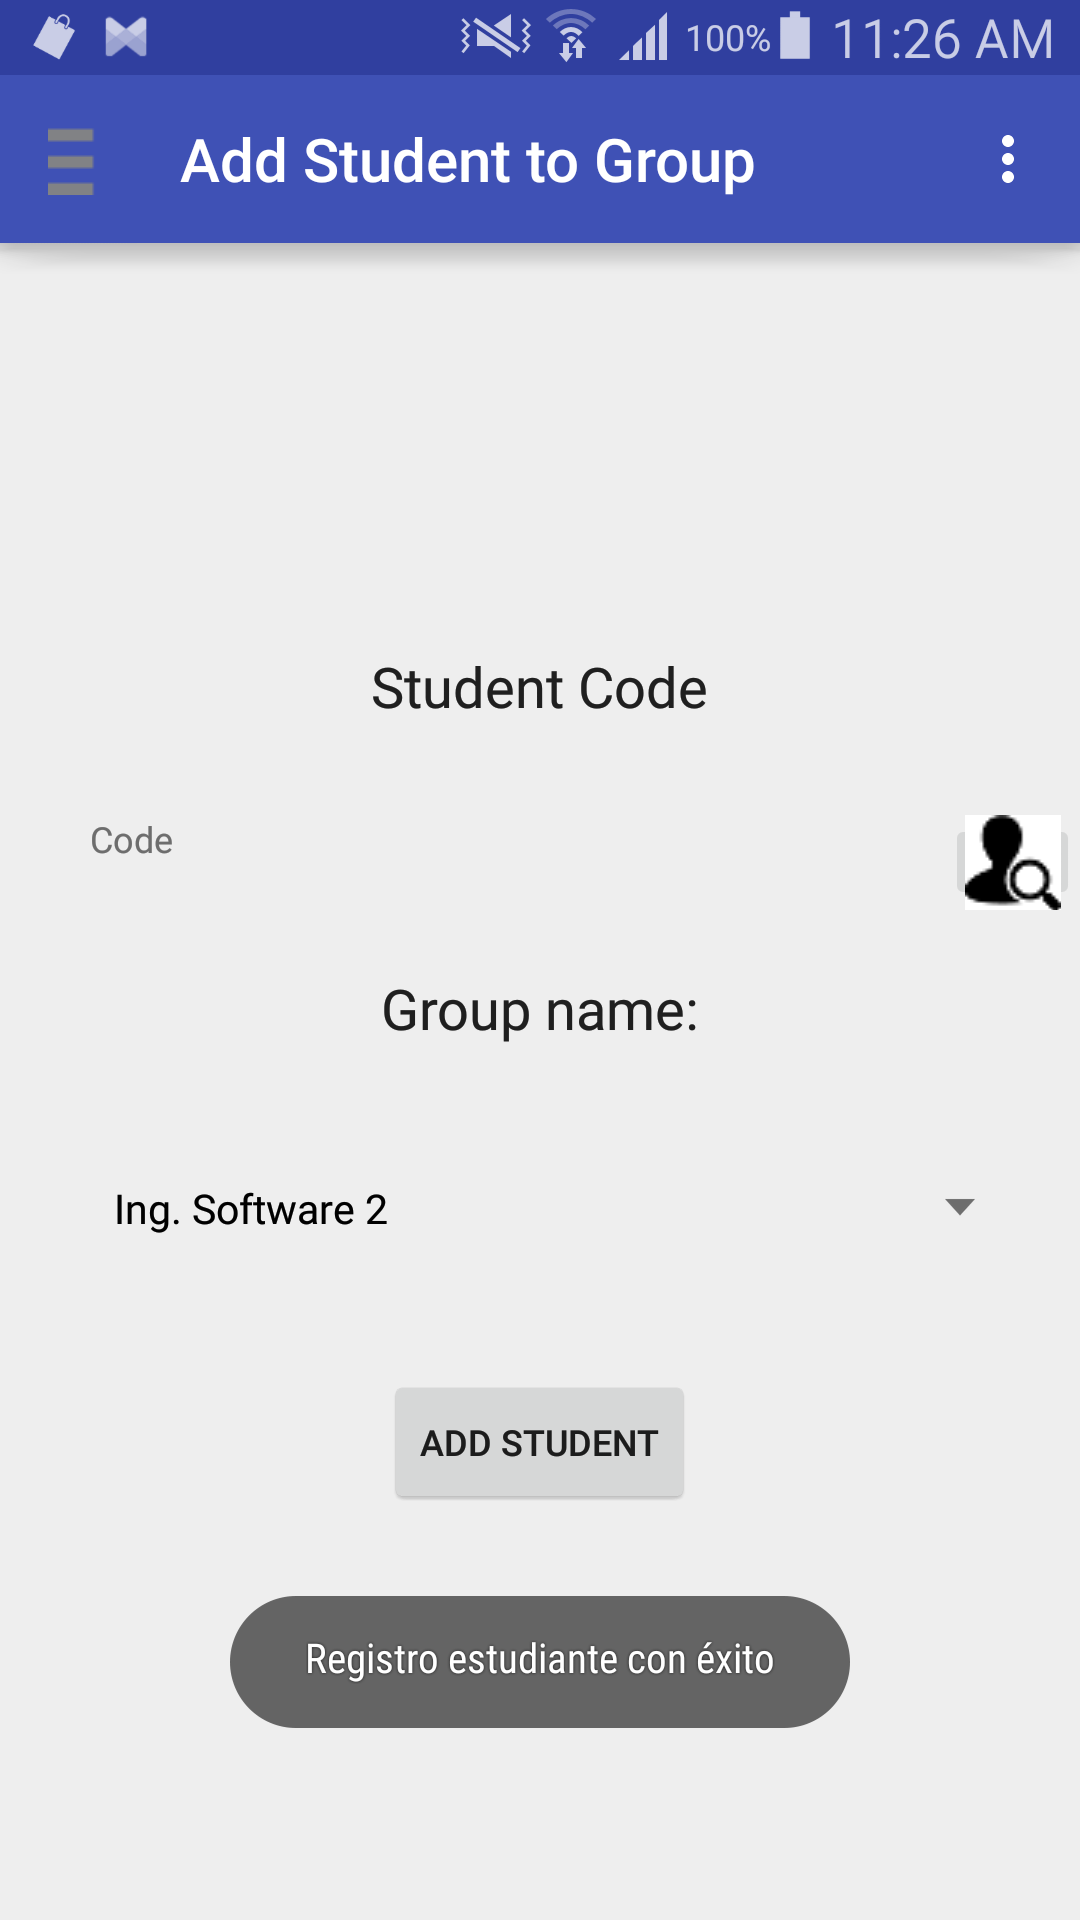 100% 11:26 AM
Add Student to Group
Student Code
Code
Group name:
Ing. Software 2
ADD STUDENT
Registro estudiante con éxito